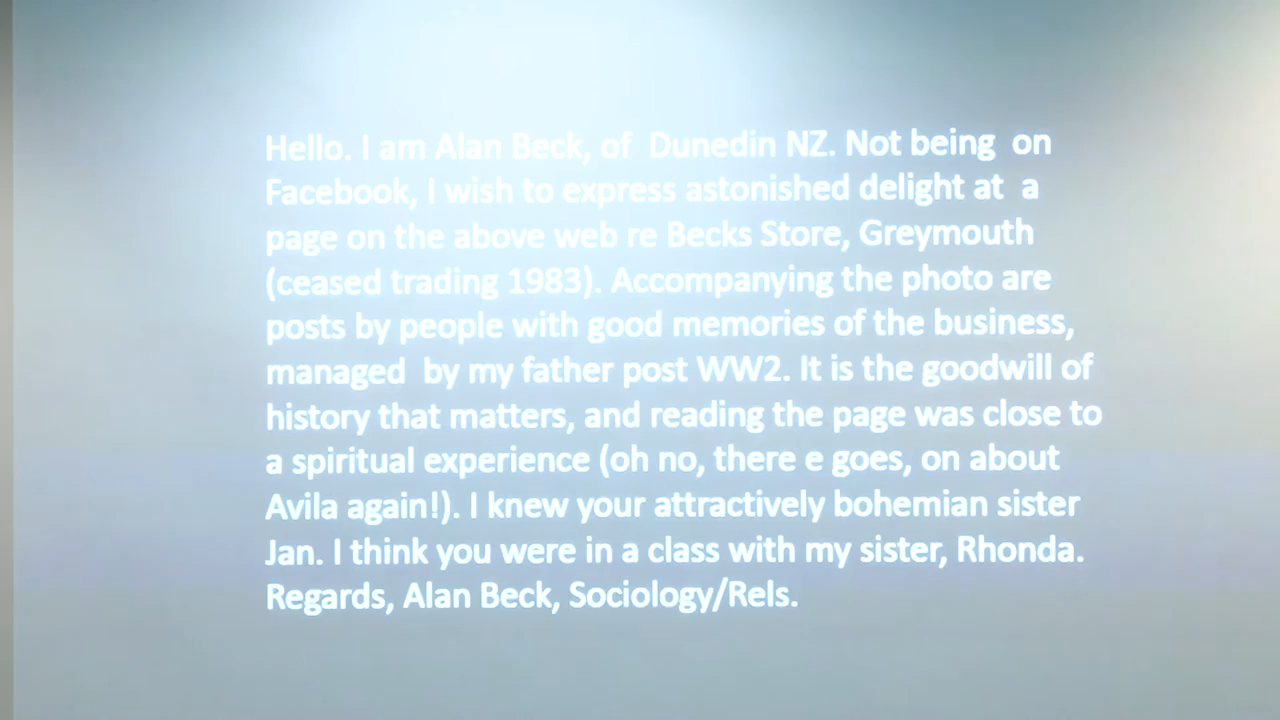 Hello. I am Alan Beck, of  Dunedin NZ. Not being  on
Facebook, I wish to express astonished delight at  a
page on the above web re Becks Store, Greymouth
(ceased trading 1983). Accompanying the photo are
posts by people with good memories of the business,
managed  by my father post WW2. It is the goodwill of
history that matters, and reading the page was close to
a spiritual experience (oh no, there e goes, on about
Avila again!). I knew your attractively bohemian sister
Jan. I think you were in a class with my sister, Rhonda.
Regards, Alan Beck, Sociology/Rels.